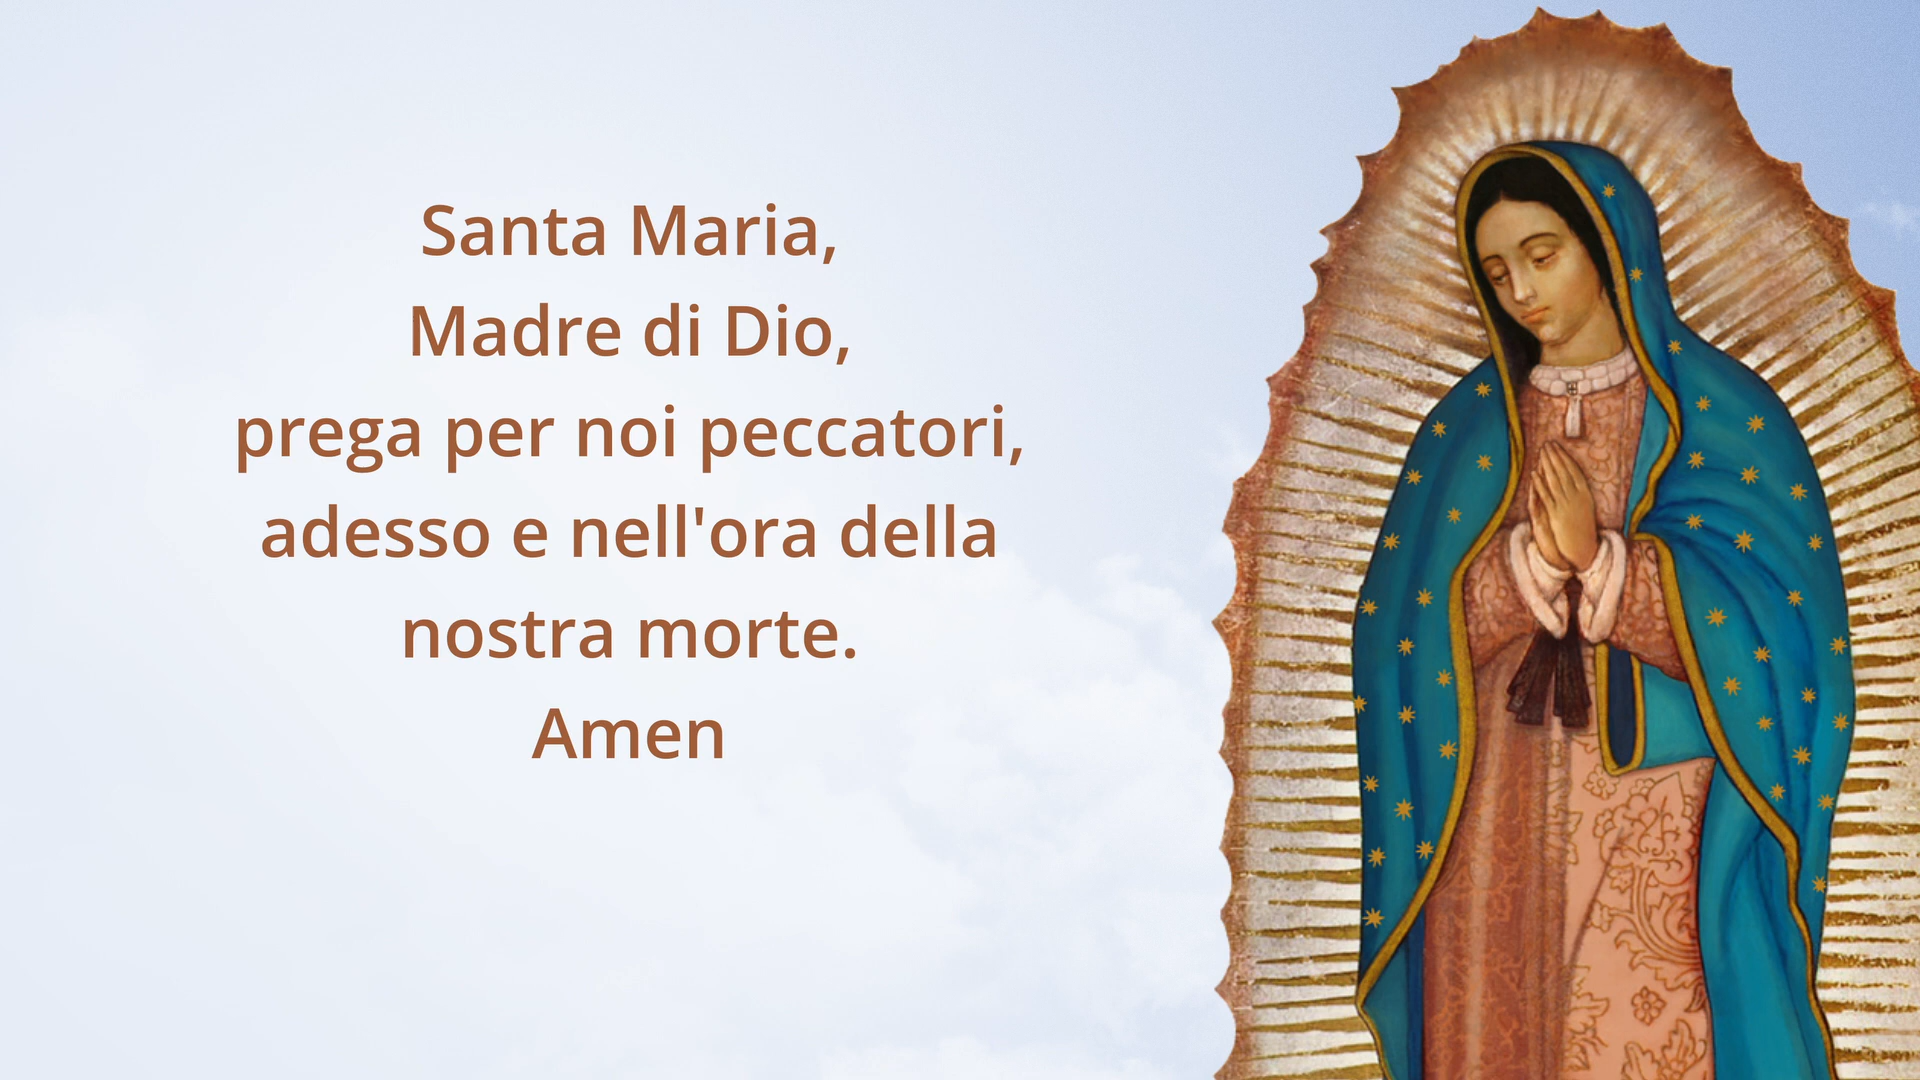 Santa Maria,
Madre di Dio,
prega per noi peccatori,
adesso e nell'ora della
nostra morte.
Amen